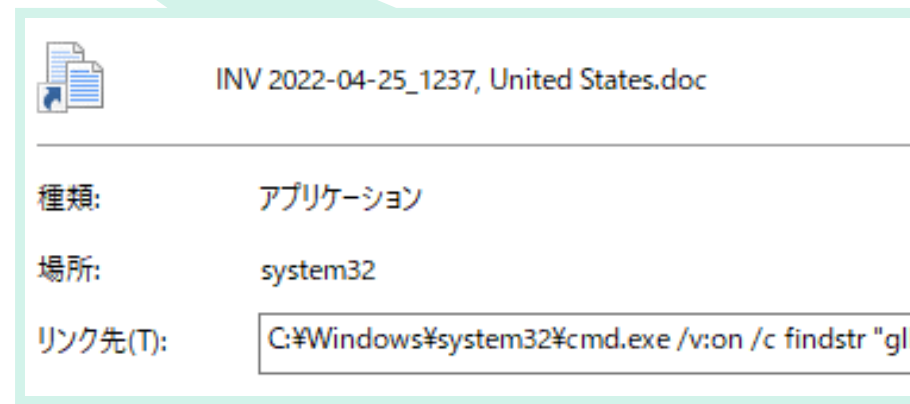 INV 2022-04-25_1237, United States.doc
種類: アプリケーション
場所: system32
リンク先(T): C:¥Windows¥system32¥cmd.exe /v:on /c findstr "gl